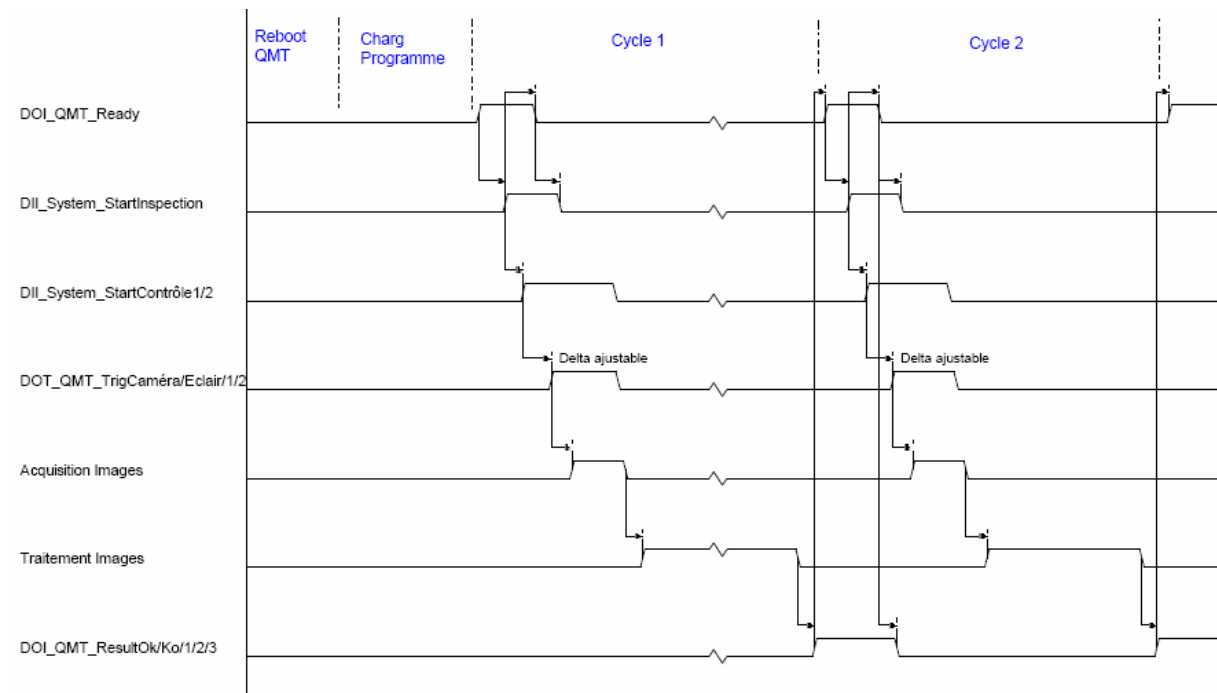 Reboot
QMT
Charg
Programme
Cycle 1
Cycle 2
DOI_QMT_Ready
DII_System_StartInspection
DII_System_StartContrôle1/2
Delta ajustable
Delta ajustable
DOT_QMT_TrigCaméra/Eclair/1/2
Acquisition Images
Traitement Images
DOI_QMT_ResultOk/Ko/1/2/3